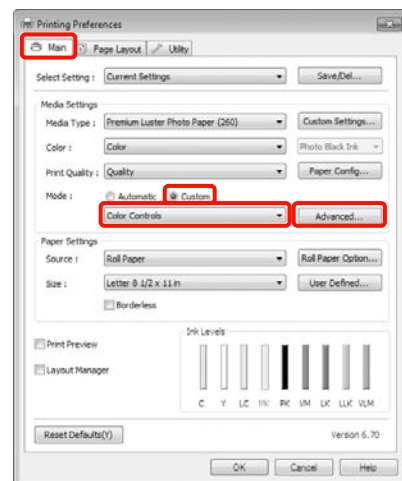 Printing Preferences
Main Page Layout Utility
Select Setting : Current Settings Save/Del...
Media Settings
Media Type : Premium Luster Photo Paper (260) Custom Settings...
Color : Color Photo Black Ink
Print Quality : Quality Paper Config...
Mode : Automatic Custom
Color Controls Advanced...
Paper Settings
Source : Roll Paper Roll Paper Option...
Size : Letter 8 1/2 x 11 in User Defined...
Borderless
Ink Levels
Print Preview
Layout Manager
C Y LC MK PK VM LK LLK VLM
Reset Defaults(Y) Version 6.70
OK Cancel Help